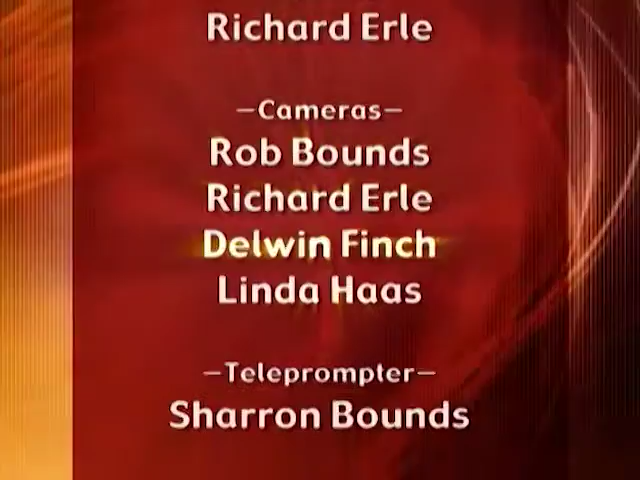 Richard Erle
–Cameras–
Rob Bounds
Richard Erle
Delwin Finch
Linda Haas
–Teleprompter–
Sharron Bounds